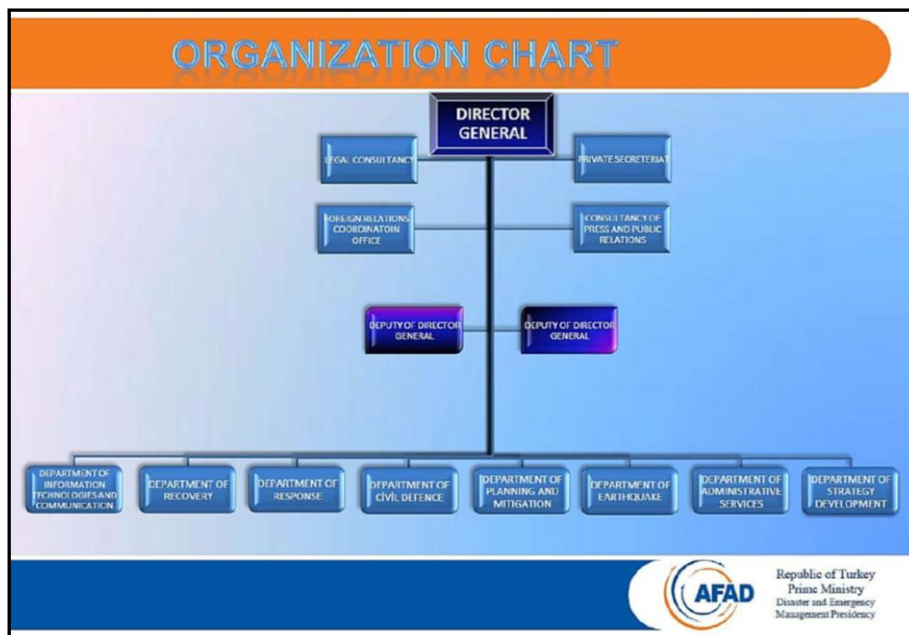 ORGANIZATION CHART
DIRECTOR
GENERAL
LEGAL CONSULTANCY
PRIVATE SECRETERIAT
FOREIGN RELATIONS
COORDINATOIN
OFFICE
CONSULTANCY OF
PRESS AND PUBLIC
RELATIONS
DEPUTY OF DIRECTOR
GENERAL
DEPUTY OF DIRECTOR
GENERAL
DEPARTMENT OF
INFORMATION
TECHNOLOGIES AND
COMMUNICATION
DEPARTMENT OF
RECOVERY
DEPARTMENT OF
RESPONSE
DEPARTMENT OF
CİVİL DEFENCE
DEPARTMENT OF
PLANNING AND
MITIGATION
DEPARTMENT OF
EARTHQUAKE
DEPARTMENT OF
ADMINISTRATIVE
SERVICES
DEPARTMENT OF
STRATEGY
DEVELOPMENT
AFAD
Republic of Turkey
Prime Ministry
Disaster and Emergency
Management Presidency